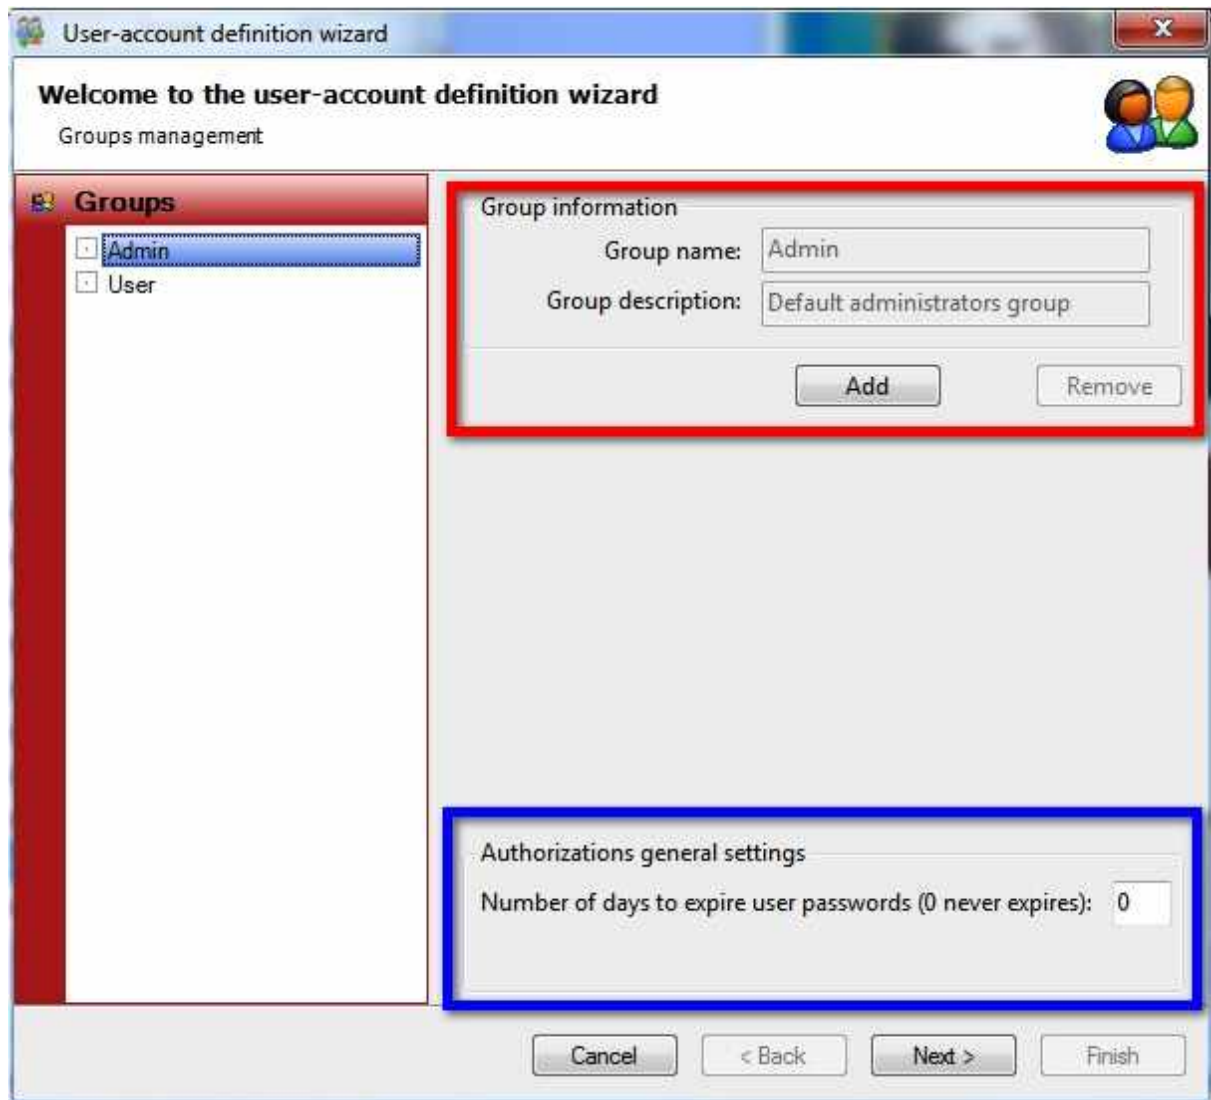 User-account definition wizard
x
Welcome to the user-account definition wizard
Groups management
Groups
Admin
User
Group information
Group name: Admin
Group description: Default administrators group
Add Remove
Authorizations general settings
Number of days to expire user passwords (0 never expires): 0
Cancel < Back Next > Finish